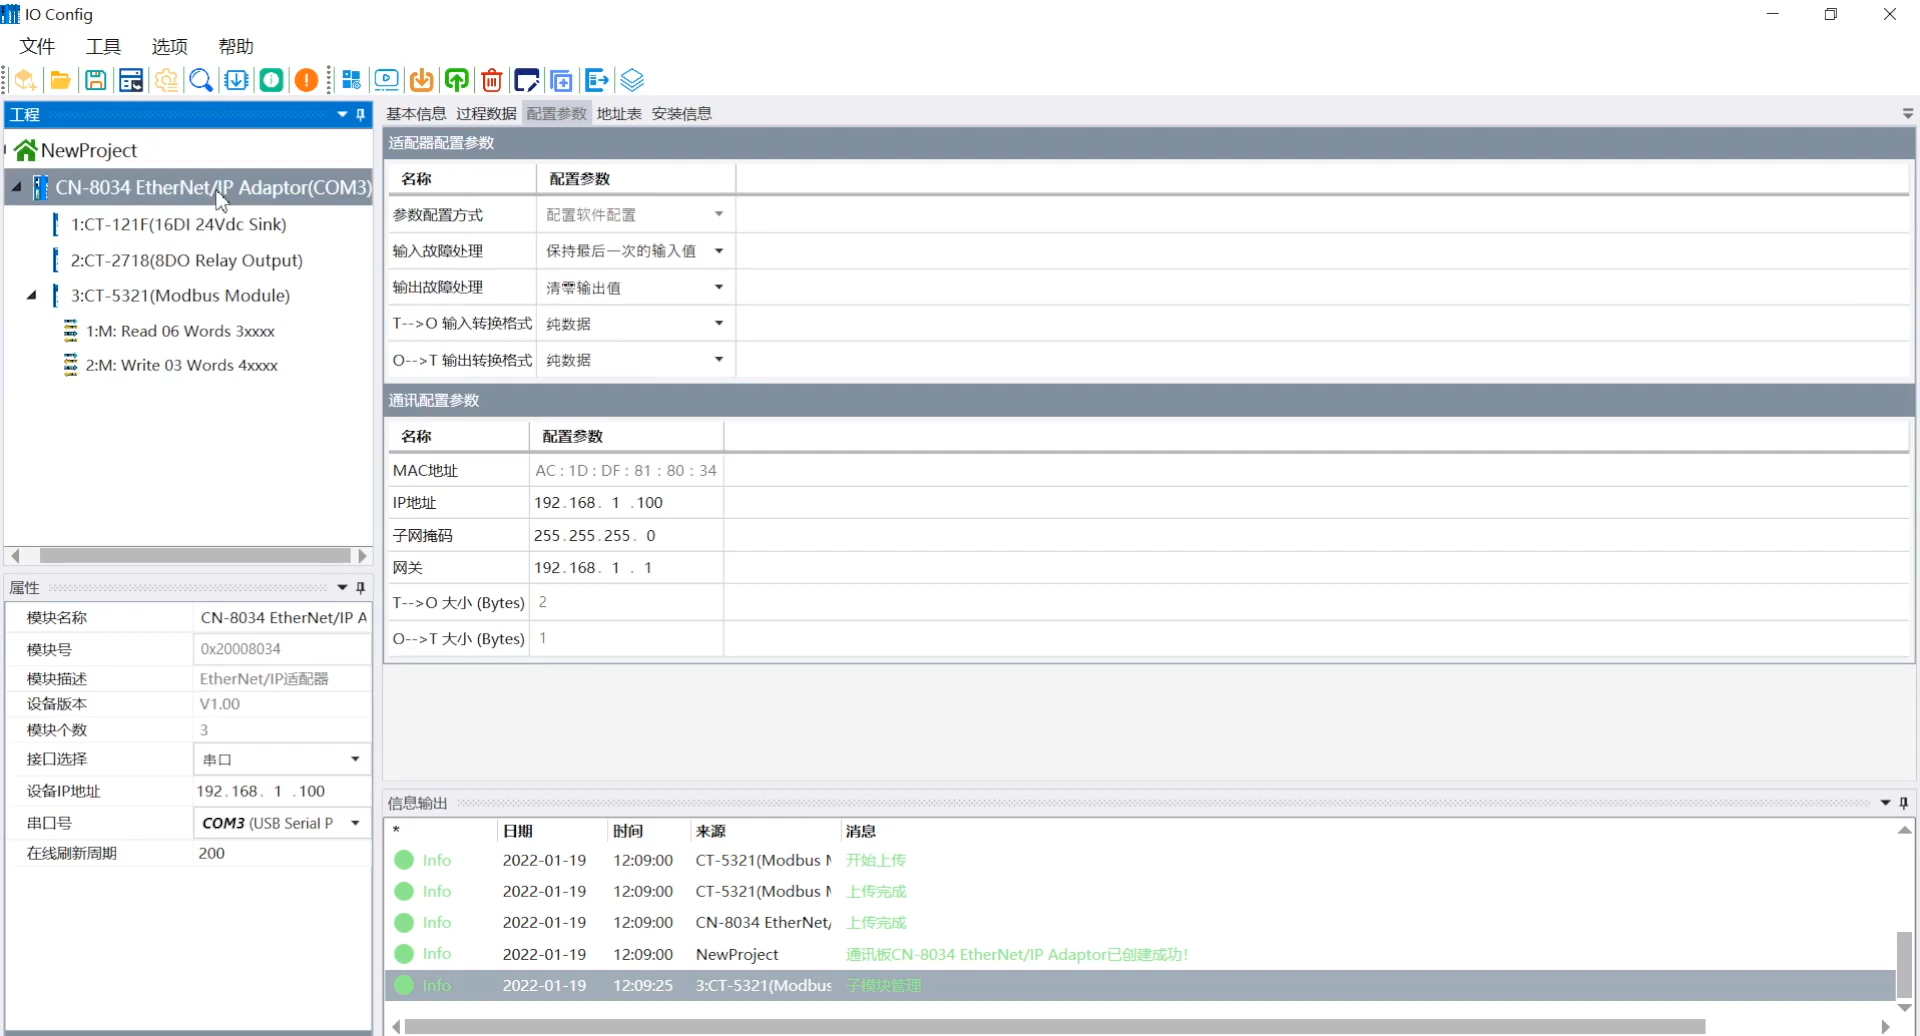 IO Config
文件 工具 选项 帮助
工程
NewProject
CN-8034 EtherNet/IP Adaptor(COM3)
1:CT-121F(16DI 24Vdc Sink)
2:CT-2718(8DO Relay Output)
3:CT-5321(Modbus Module)
1:M: Read 06 Words 3xxxx
2:M: Write 03 Words 4xxxx
属性
模块名称 CN-8034 EtherNet/IP A
模块号 0x20008034
模块描述 EtherNet/IP适配器
设备版本 V1.00
模块个数 3
接口选择 串口
设备IP地址 192.168. 1 .100
串口号 COM3 (USB Serial P
在线刷新周期 200
基本信息 过程数据 配置参数 地址表 安装信息
适配器配置参数
名称 配置参数
参数配置方式 配置软件配置
输入故障处理 保持最后一次的输入值
输出故障处理 清零输出值
T-->O 输入转换格式 纯数据
O-->T 输出转换格式 纯数据
通讯配置参数
名称 配置参数
MAC地址 AC : 1D : DF : 81 : 80 : 34
IP地址 192.168. 1 .100
子网掩码 255.255.255. 0
网关 192.168. 1 . 1
T-->O 大小 (Bytes) 2
O-->T 大小 (Bytes) 1
信息输出
* 日期 时间 来源 消息
Info 2022-01-19 12:09:00 CT-5321(Modbus 开始上传
Info 2022-01-19 12:09:00 CT-5321(Modbus 上传完成
Info 2022-01-19 12:09:00 CN-8034 EtherNet/ 上传完成
Info 2022-01-19 12:09:00 NewProject 通讯板CN-8034 EtherNet/IP Adaptor已创建成功!
Info 2022-01-19 12:09:25 3:CT-5321(Modbus 子模块管理